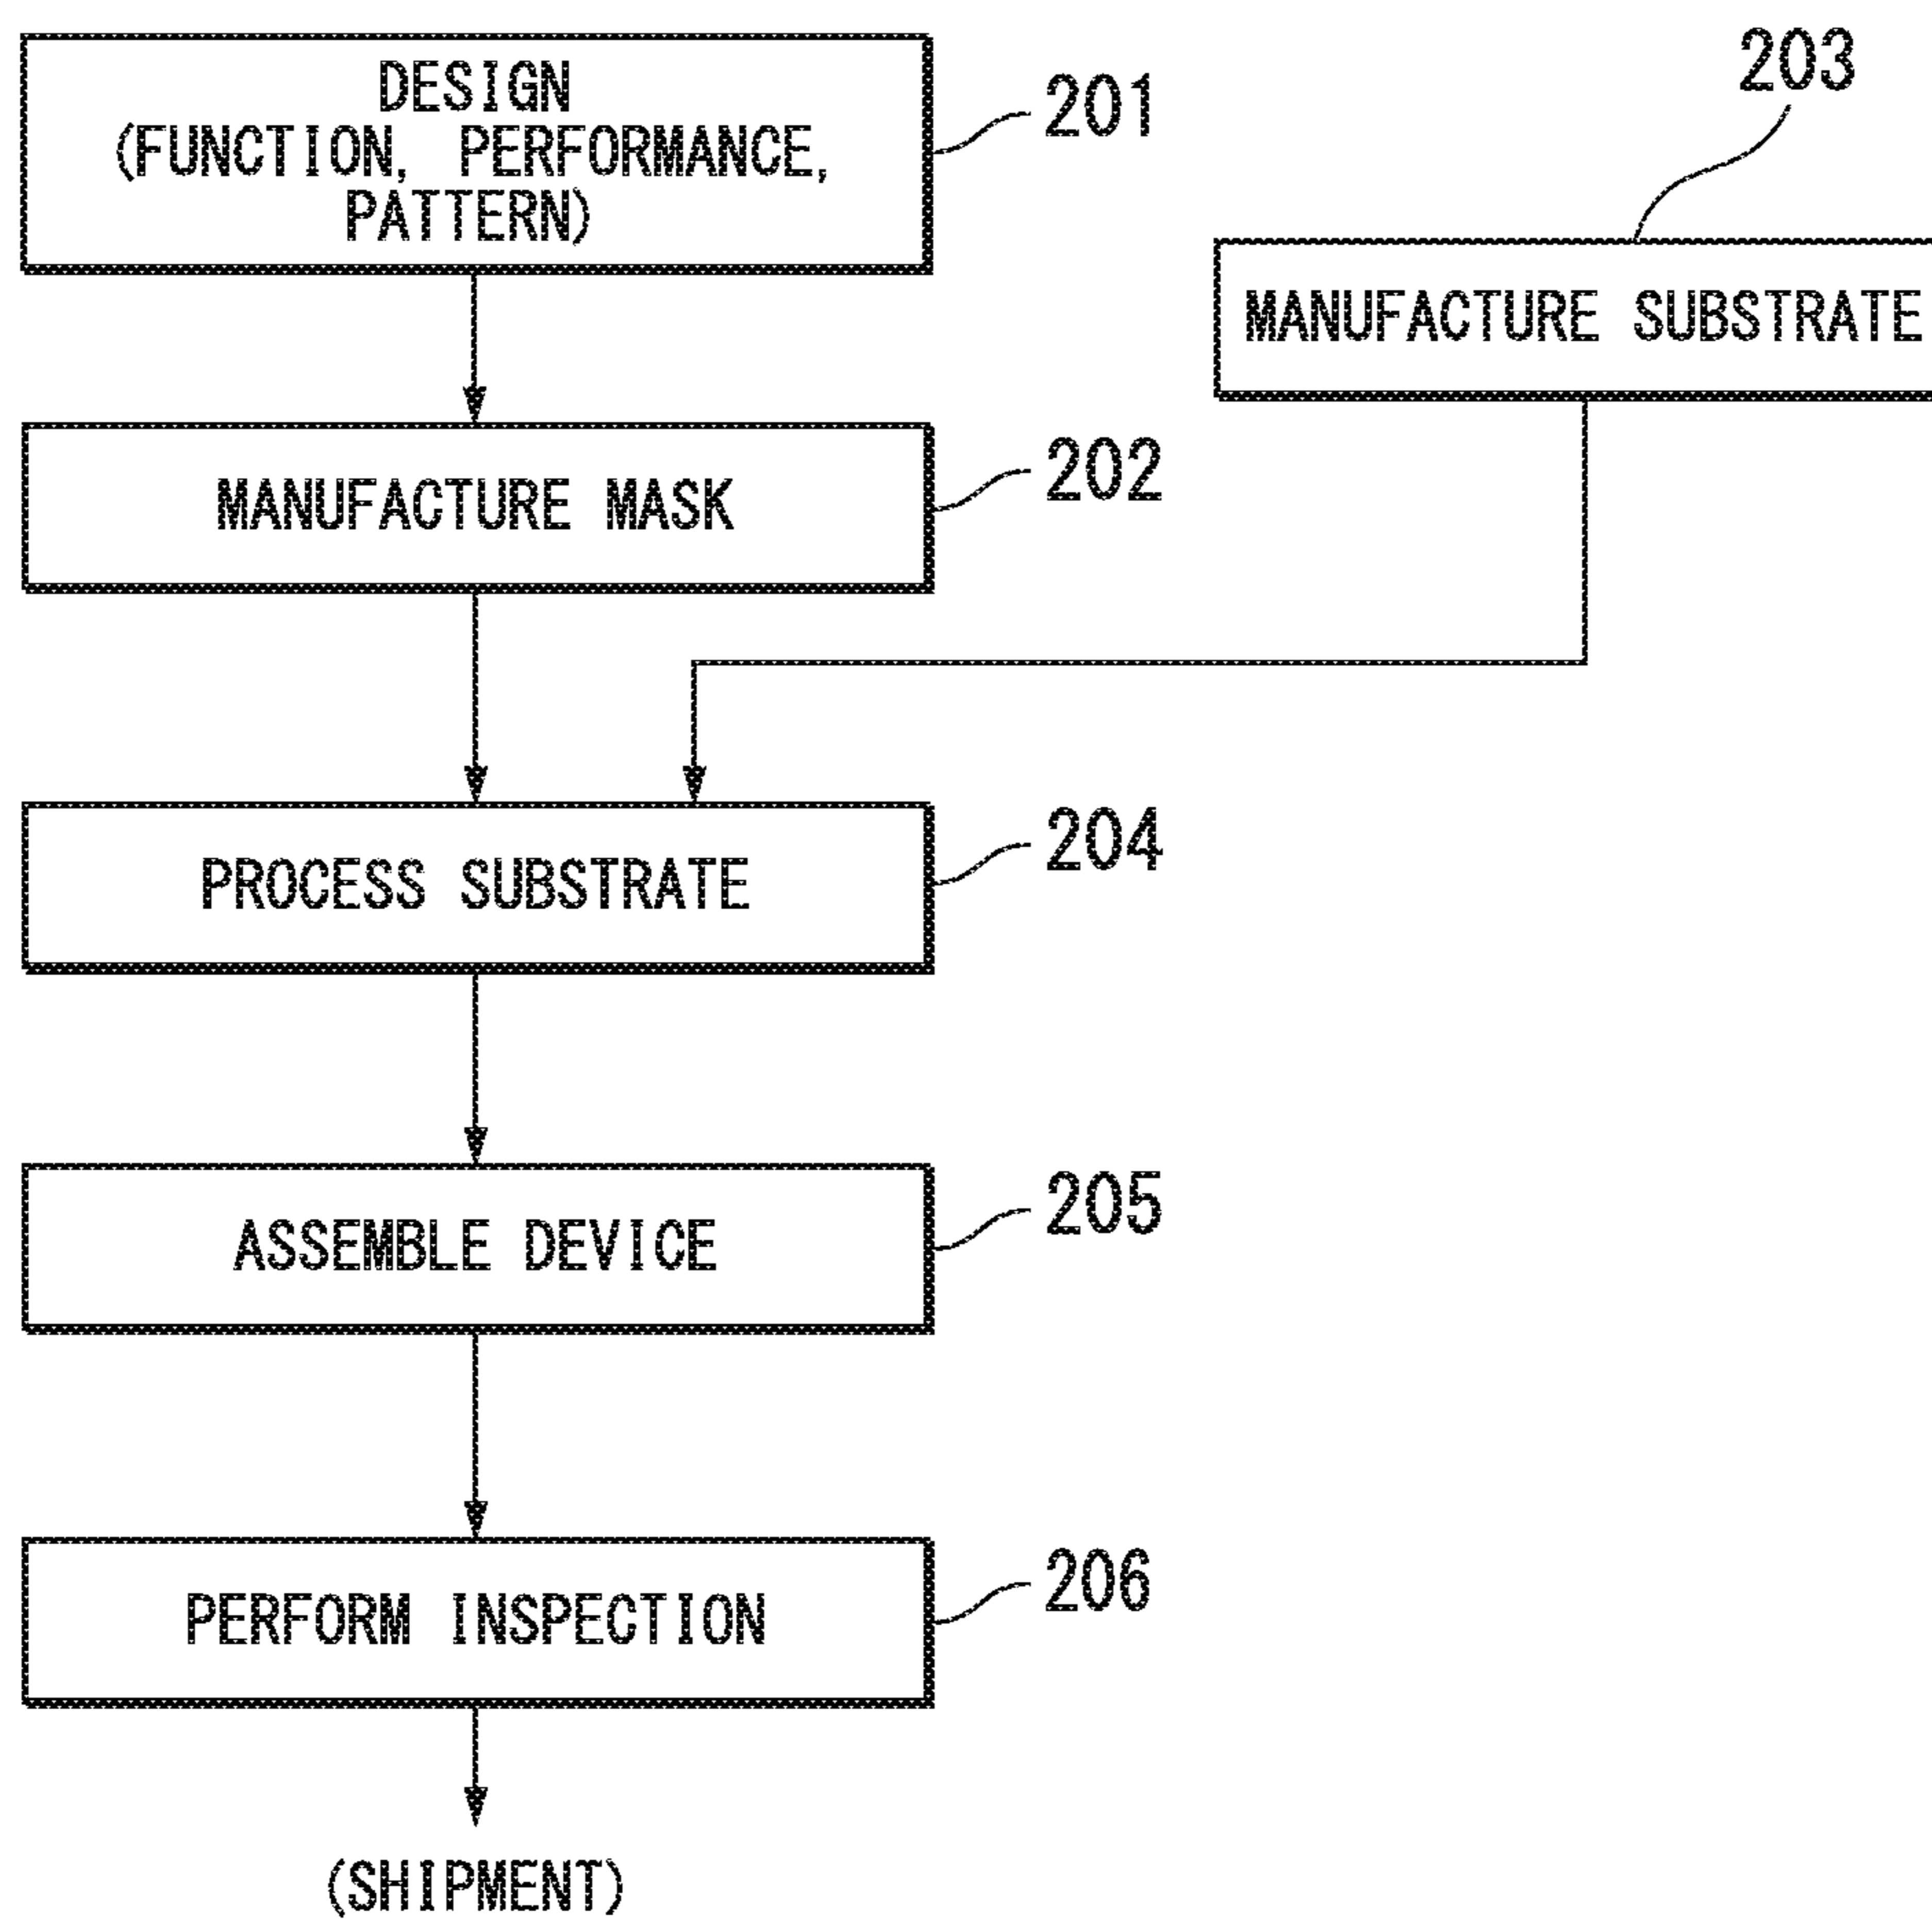 DESIGN
(FUNCTION, PERFORMANCE,
PATTERN)
201
203
MANUFACTURE SUBSTRATE
MANUFACTURE MASK
202
PROCESS SUBSTRATE
204
ASSEMBLE DEVICE
205
PERFORM INSPECTION
206
(SHIPMENT)